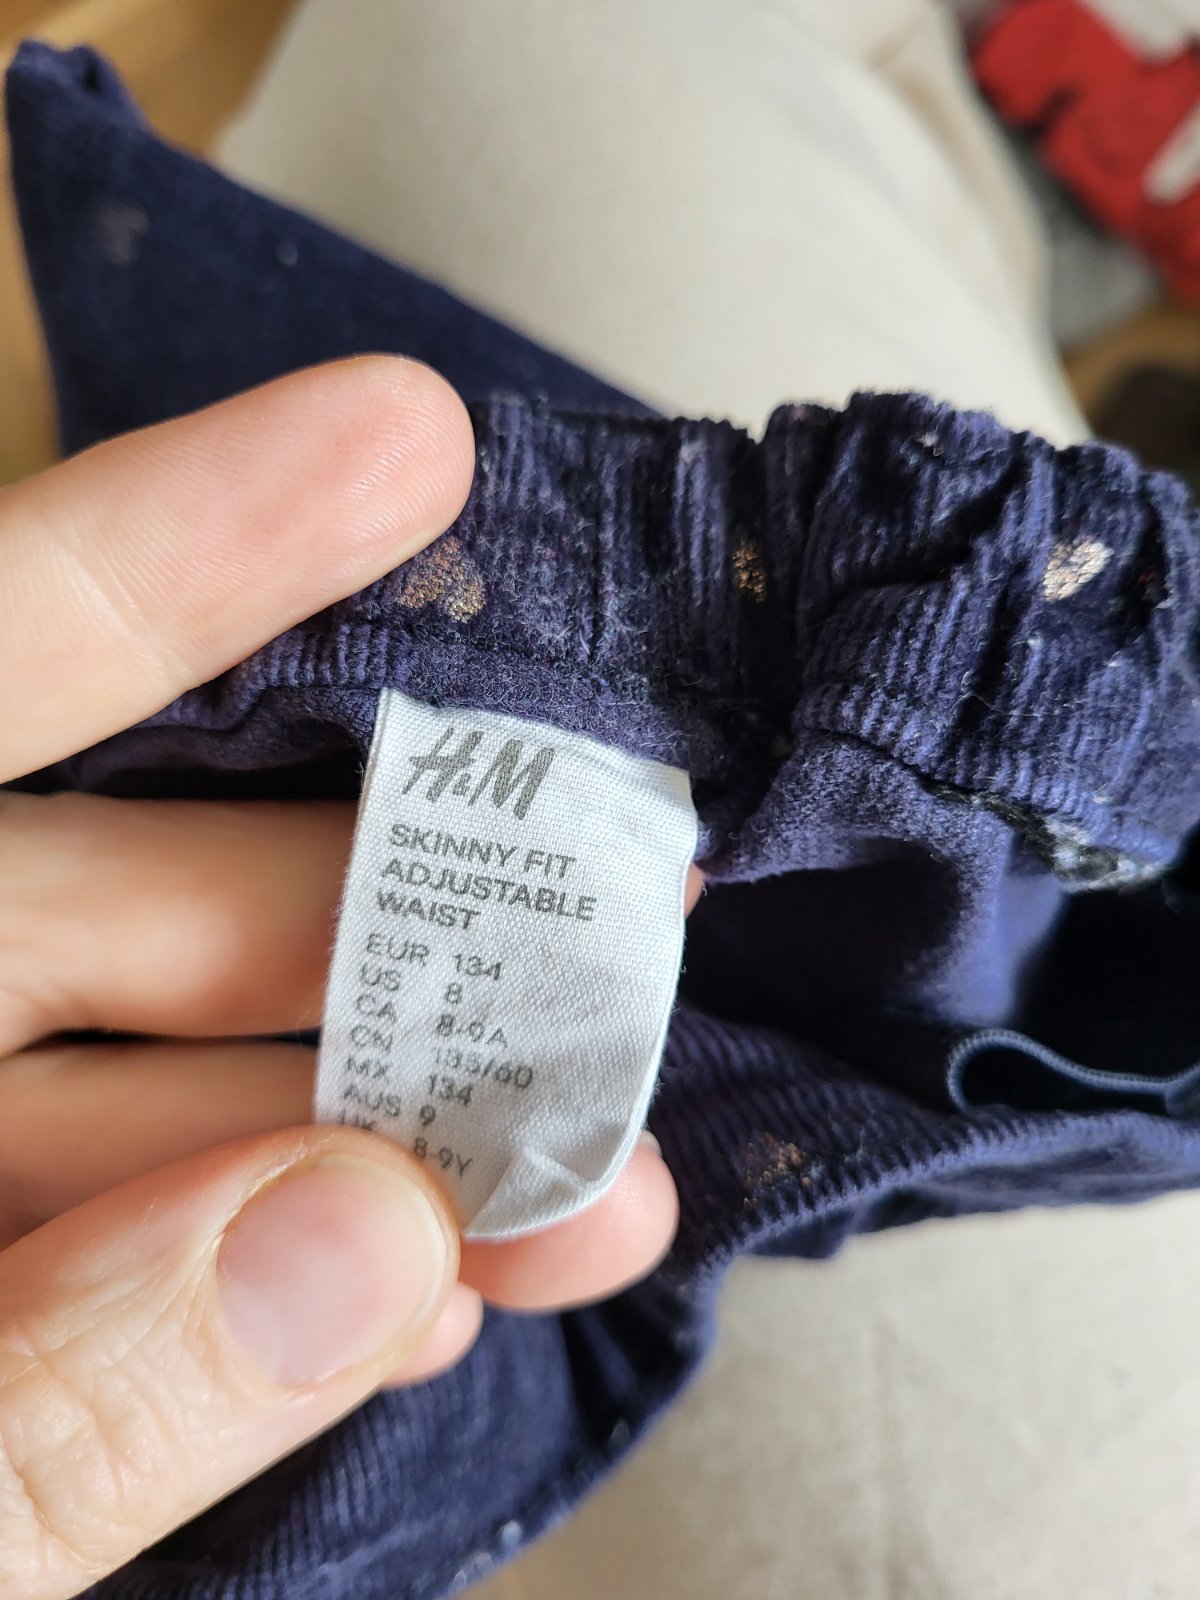 H&M
SKINNY FIT
ADJUSTABLE
WAIST
EUR 134
US 8
CA 8-9A
CN 135/60
MX 134
AUS 9
UK 8-9Y